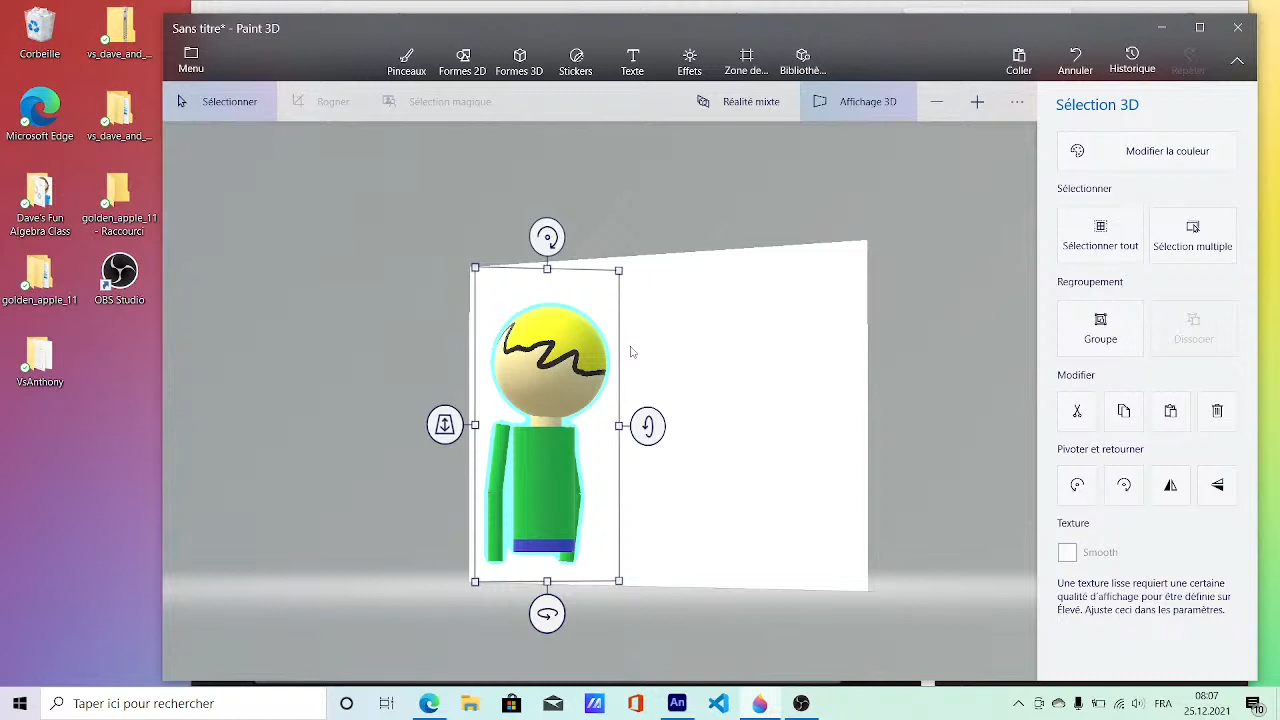 Corbeille
vs_dave_and_...
Microsoft Edge
vs_dave_and_...
Dave's Fun
Algebra Class
golden_apple_11
- Raccourci
golden_apple_11
OBS Studio
VsAnthony
Sans titre* - Paint 3D
Menu
Pinceaux
Formes 2D
Formes 3D
Stickers
Texte
Effets
Zone de...
Bibliothè...
Coller
Annuler
Historique
Rétablir
Sélectionner
Rogner
Sélection magique
Réalité mixte
Affichage 3D
Sélection 3D
Modifier la couleur
Sélectionner
Sélectionner tout
Sélection multiple
Regroupement
Groupe
Dissocier
Modifier
Pivoter et retourner
Texture
Smooth
Une texture lisse requiert une certaine
qualité d'affichage pour être définie sur
Élevé. Ajuste ceci dans les paramètres.
Taper ici pour rechercher
An
FRA
08:07
25.12.2021
10